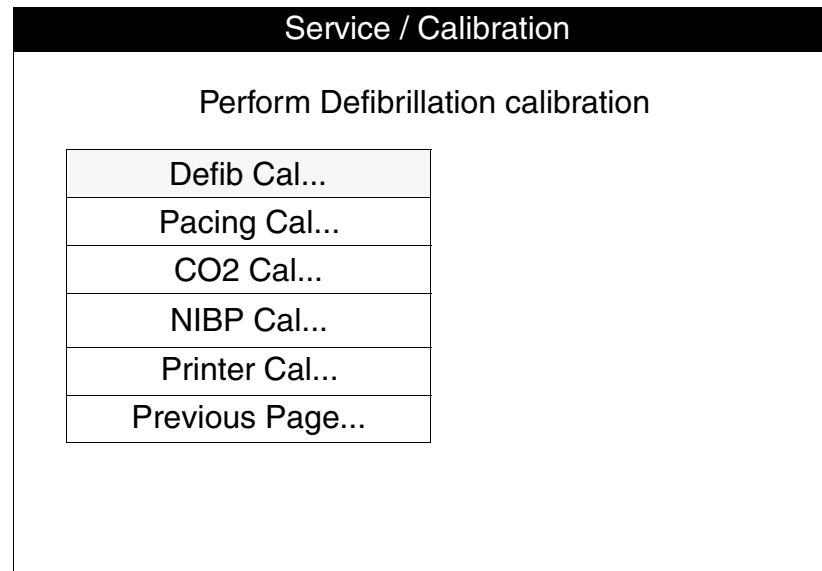 Service / Calibration
Perform Defibrillation calibration
Defib Cal...
Pacing Cal...
CO2 Cal...
NIBP Cal...
Printer Cal...
Previous Page...